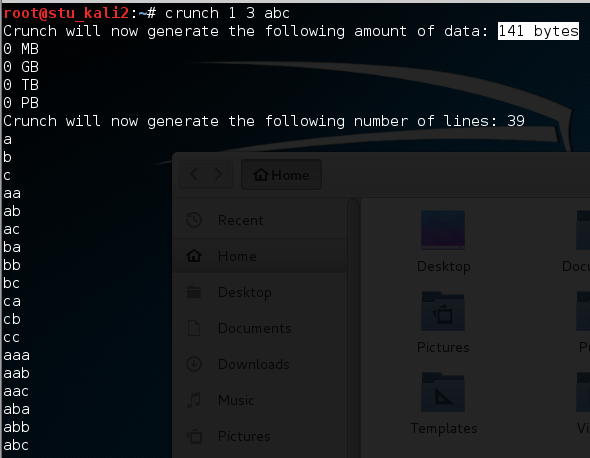 root@stu_kali2:~# crunch 1 3 abc
Crunch will now generate the following amount of data: 141 bytes
0 MB
0 GB
0 TB
0 PB
Crunch will now generate the following number of lines: 39
a
b
c
aa
ab
ac
ba
bb
bc
ca
cb
cc
aaa
aab
aac
aba
abb
abc
Home
Recent
Home
Desktop
Documents
Downloads
Music
Pictures
Desktop
Pictures
Templates